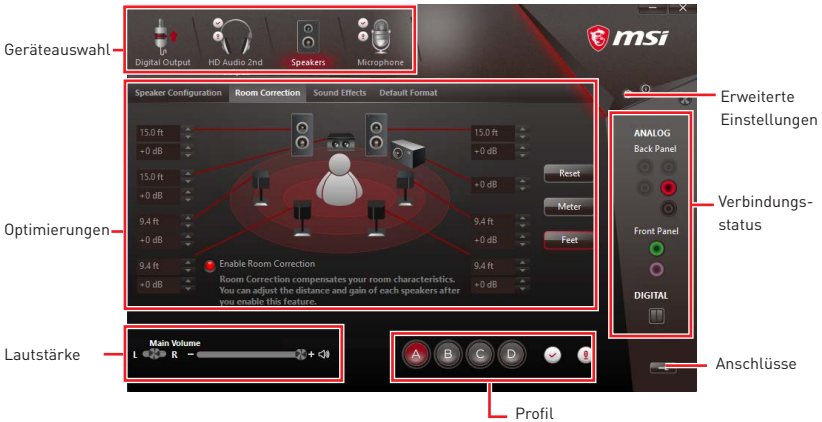 Geräteauswahl
Digital Output
HD Audio 2nd
Speakers
Microphone
msi
Erweiterte
Einstellungen
Speaker Configuration
Room Correction
Sound Effects
Default Format
15.0 ft
+0 dB
15.0 ft
+0 dB
9.4 ft
+0 dB
9.4 ft
+0 dB
15.0 ft
+0 dB
+0 dB
9.4 ft
+0 dB
9.4 ft
+0 dB
Reset
Meter
Feet
Optimierungen
Enable Room Correction
Room Correction compensates your room characteristics.
You can adjust the distance and gain of each speakers after
you enable this feature.
ANALOG
Back Panel
Front Panel
DIGITAL
Verbindungs-
status
Lautstärke
Main Volume
L R − +
A B C D
Anschlüsse
Profil